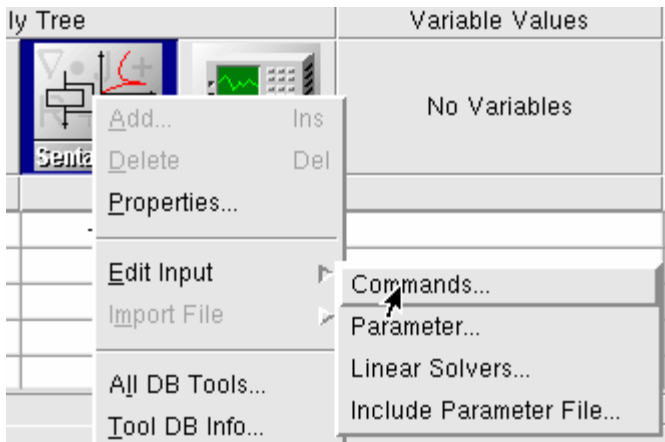 ly Tree
Variable Values
No Variables
Senta
Add... Ins
Delete Del
Properties...
Edit Input
Import File
All DB Tools...
Tool DB Info...
Commands...
Parameter...
Linear Solvers...
Include Parameter File...